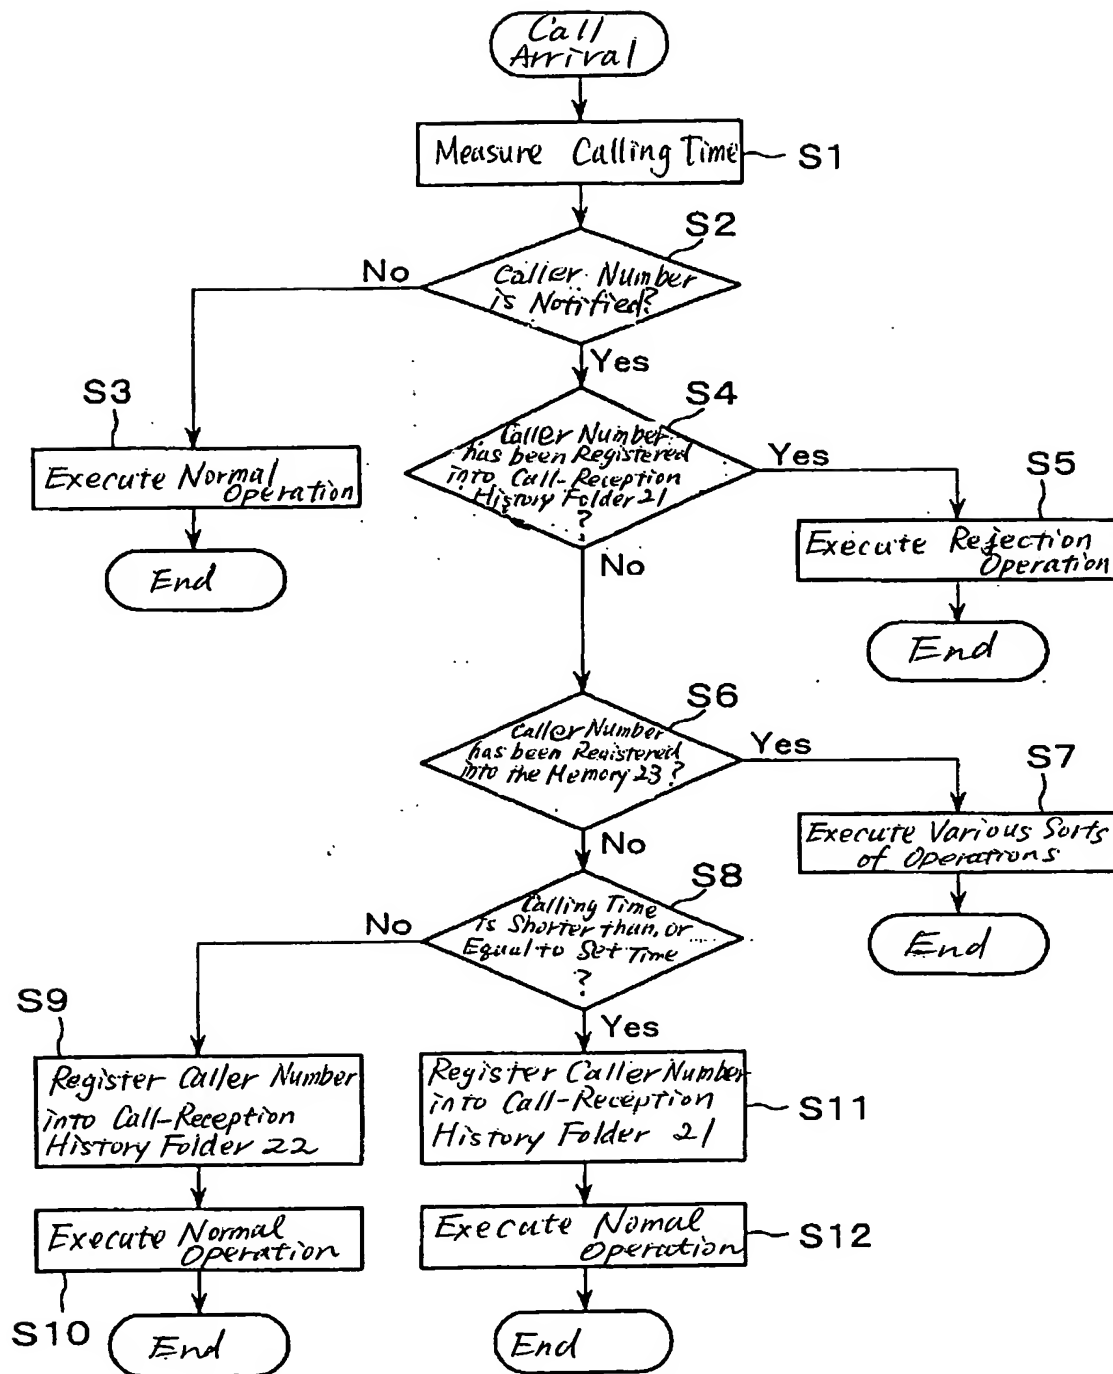 Call
Arrival
Measure Calling Time
S1
S2
Caller Number
is Notified?
No
Yes
S3
Execute Normal
Operation
End
S4
Caller Number
has been Registered
into Call-Reception
History Folder 21
?
Yes
No
S5
Execute Rejection
Operation
End
S6
Caller Number
has been Registered
into the Memory 23?
Yes
No
S7
Execute Various Sorts
of Operations
End
S8
Calling Time
is Shorter than, or
Equal to Set Time
?
No
Yes
S9
Register Caller Number
into Call-Reception
History Folder 22
Execute Normal
Operation
S10
End
Register Caller Number
into Call-Reception
History Folder 21
S11
Execute Nomal
Operation
S12
End